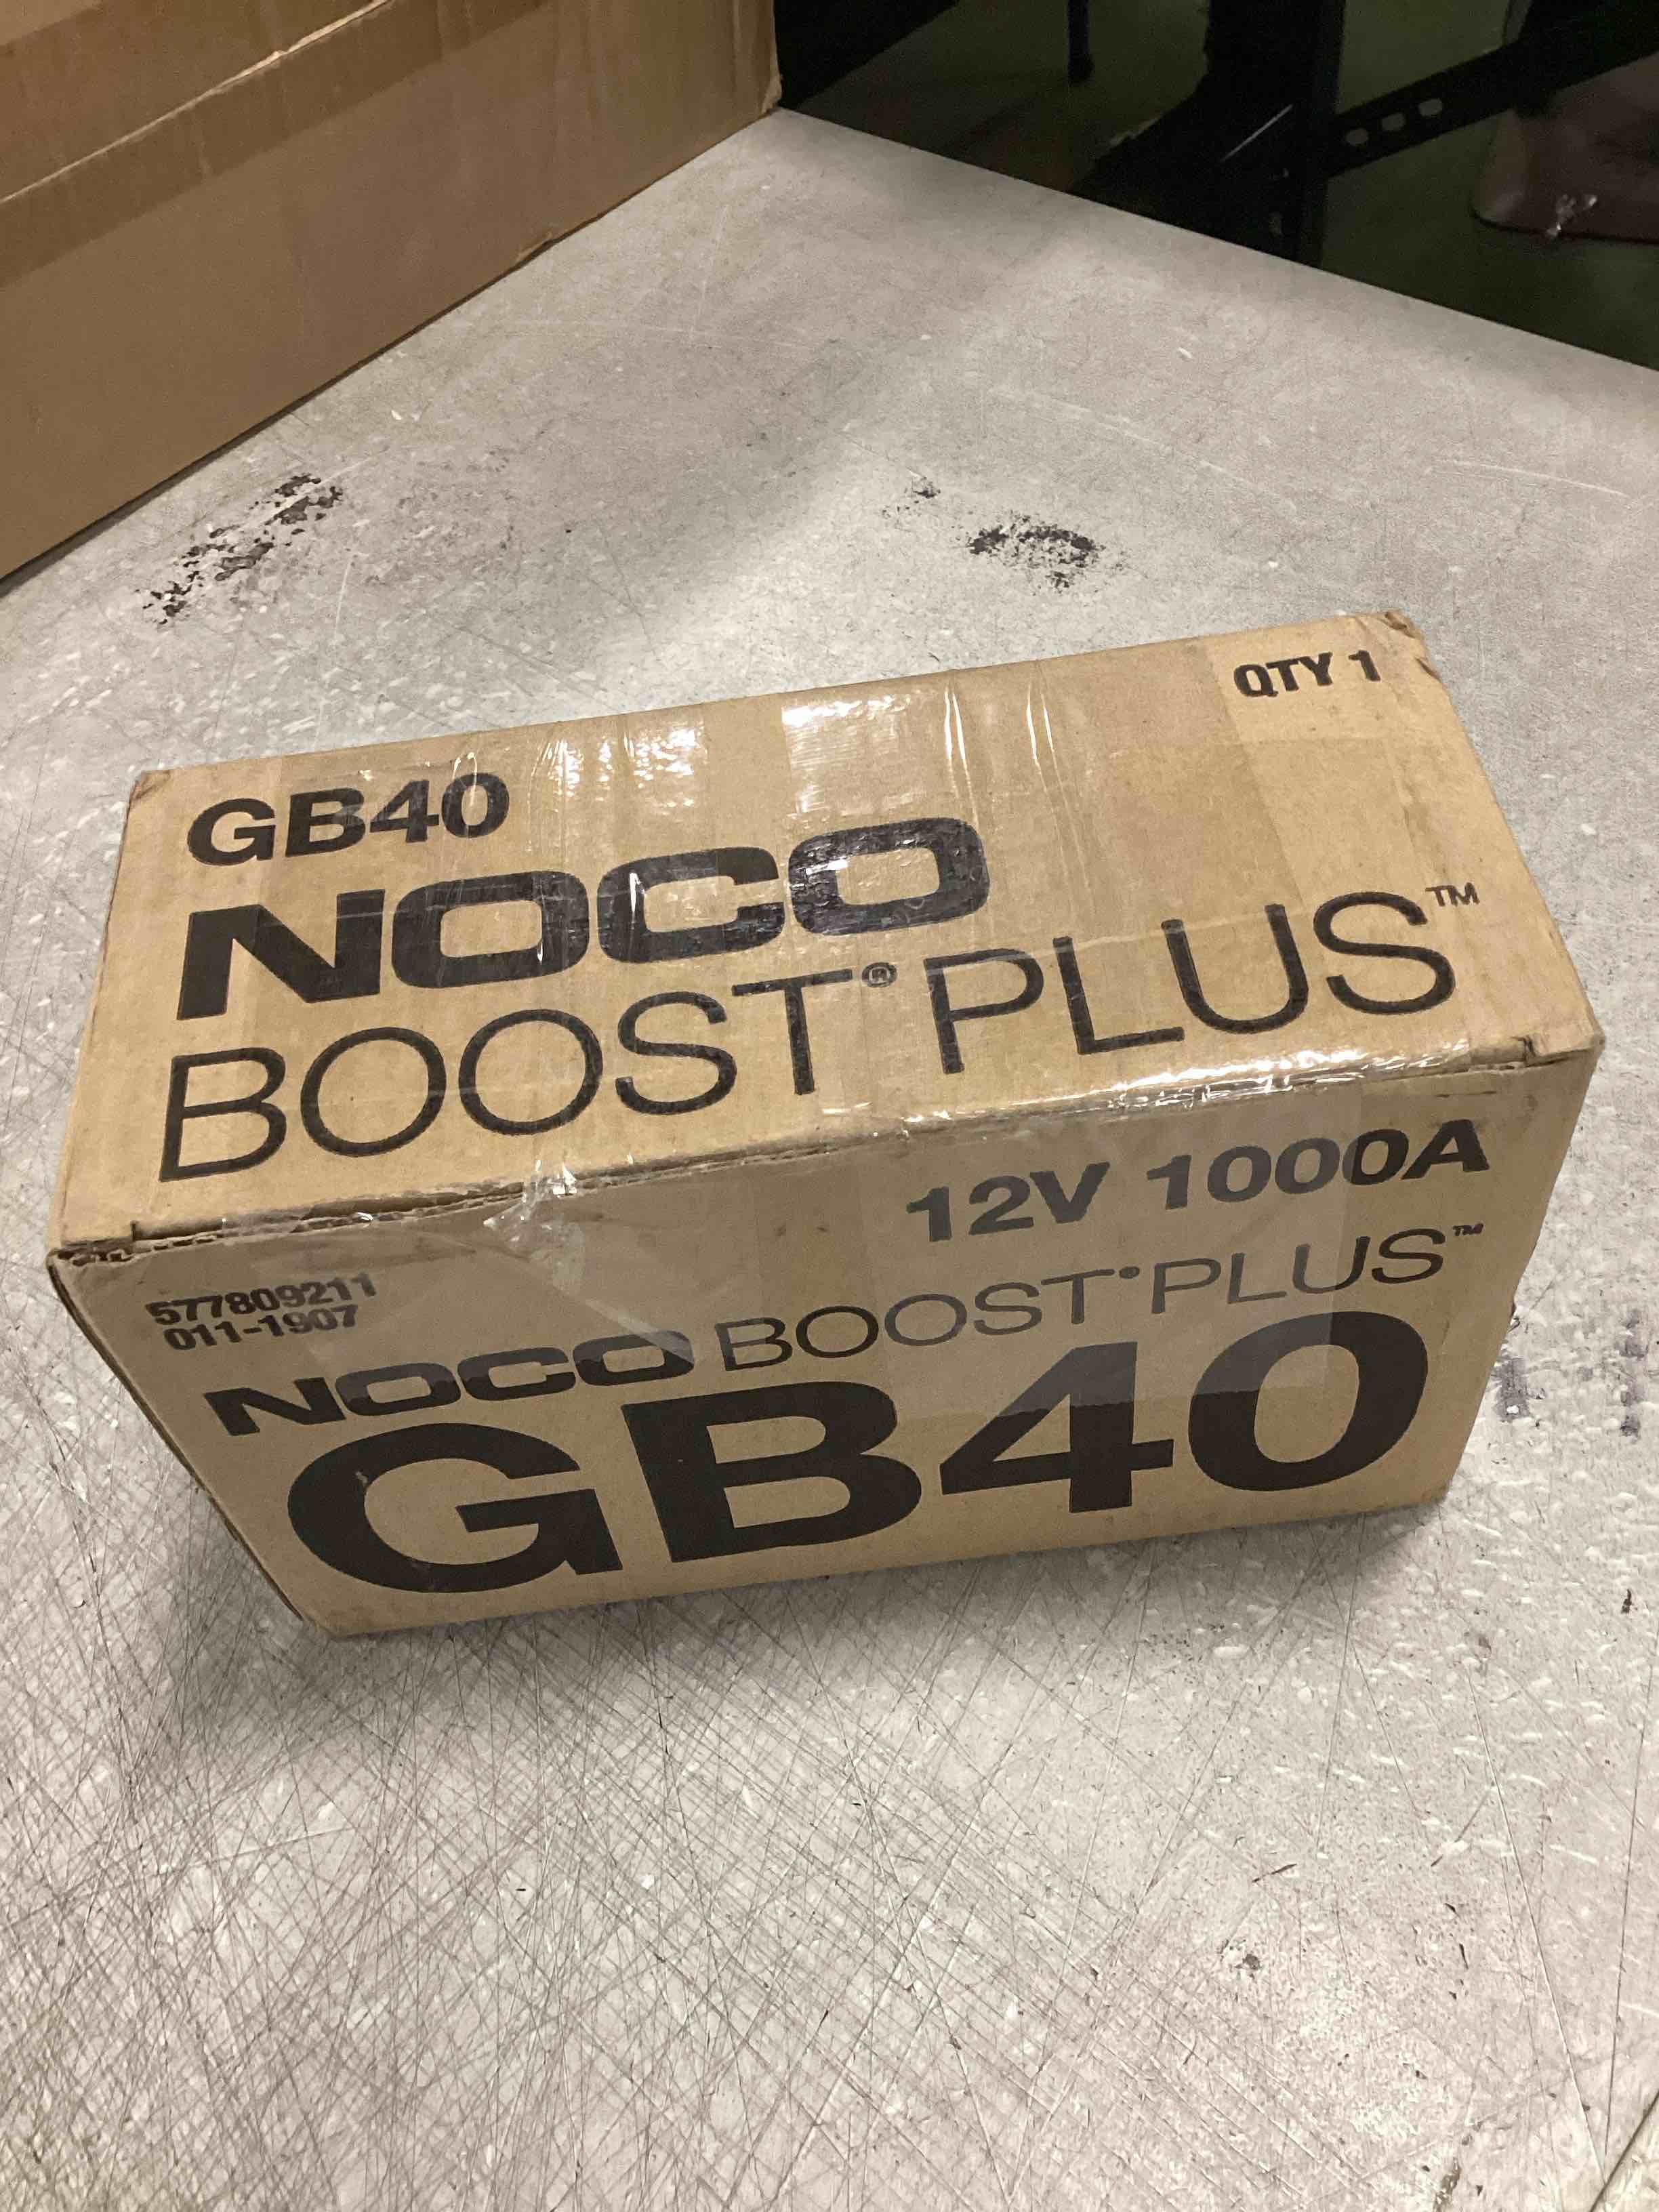 GB40
QTY 1
NOCO
BOOST® PLUS™
12V 1000A
577809211
011-1907
NOCO BOOST® PLUS™
GB40